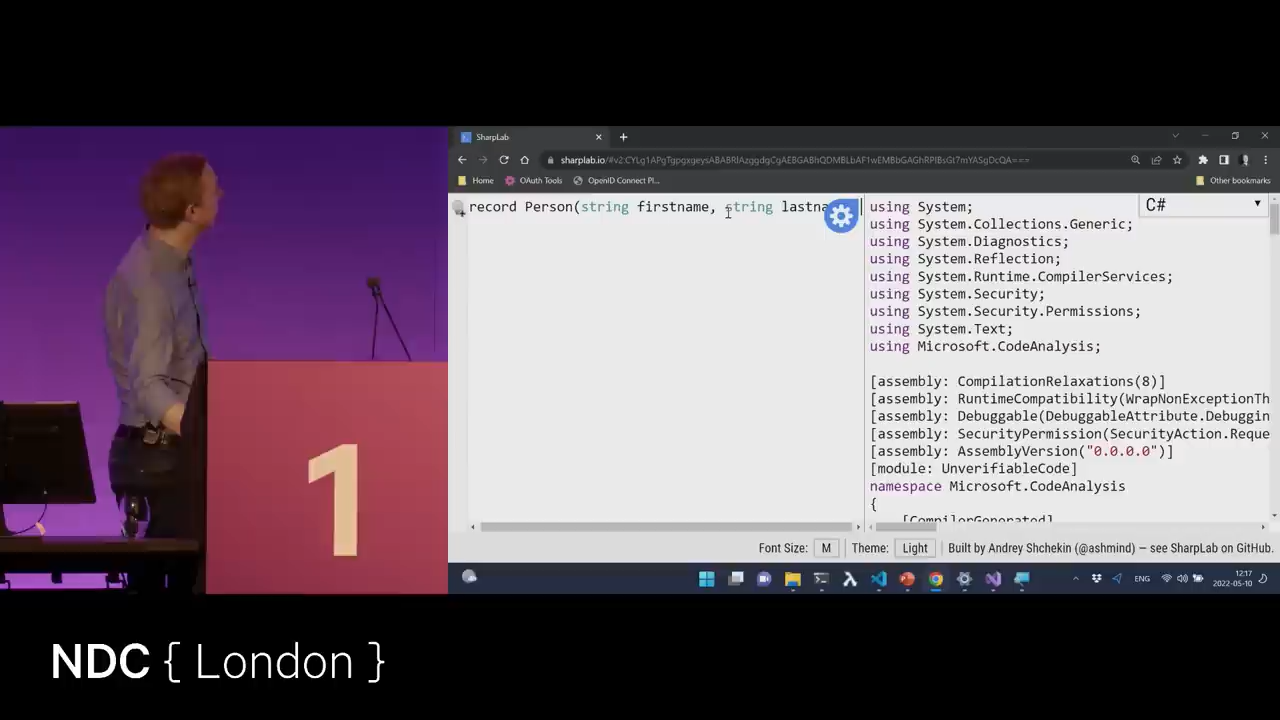 SharpLab
sharplab.io/#v2:CYLg1APgTgpgxgeysABABRlAzggdgCgAEBGABhQDMBLbAF1wEMBbGAGhRPIBsGt7mYASgDcQA===
Home
OAuth Tools
OpenID Connect Pl...
Other bookmarks
record Person(string firstname, string lastna
C#
using System;
using System.Collections.Generic;
using System.Diagnostics;
using System.Reflection;
using System.Runtime.CompilerServices;
using System.Security;
using System.Security.Permissions;
using System.Text;
using Microsoft.CodeAnalysis;
[assembly: CompilationRelaxations(8)]
[assembly: RuntimeCompatibility(WrapNonExceptionTh
[assembly: Debuggable(DebuggableAttribute.Debuggin
[assembly: SecurityPermission(SecurityAction.Reque
[assembly: AssemblyVersion("0.0.0.0")]
[module: UnverifiableCode]
namespace Microsoft.CodeAnalysis
{
[CompilerGenerated]
Font Size: M Theme: Light Built by Andrey Shchekin (@ashmind) — see SharpLab on GitHub.
ENG
12:17
2022-05-10
1
NDC { London }